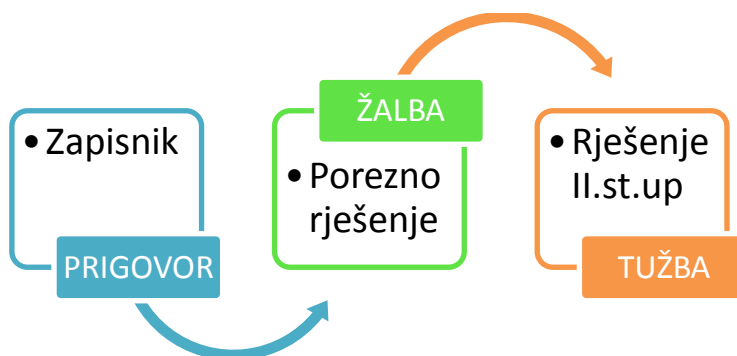 • Zapisnik
PRIGOVOR
ŽALBA
• Porezno
rješenje
• Rješenje
II.st.up
TUŽBA